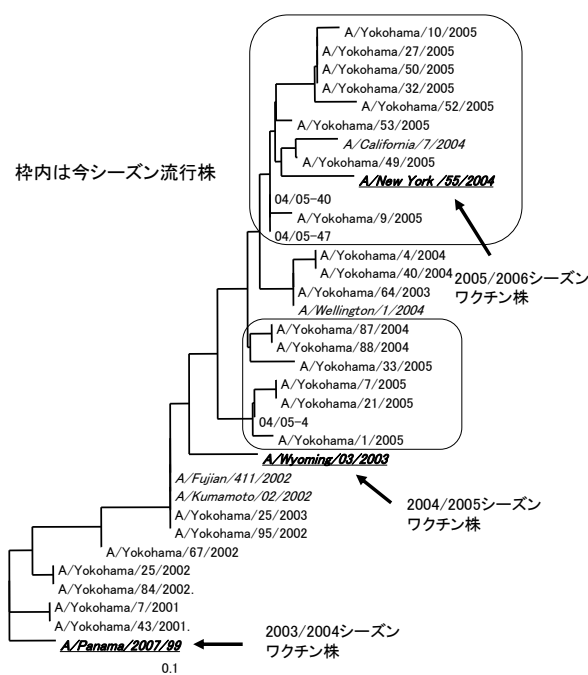 A/Yokohama/10/2005
A/Yokohama/27/2005
A/Yokohama/50/2005
A/Yokohama/32/2005
A/Yokohama/52/2005
A/Yokohama/53/2005
A/California/7/2004
枠内は今シーズン流行株
A/Yokohama/49/2005
A/New York /55/2004
04/05-40
A/Yokohama/9/2005
04/05-47
A/Yokohama/4/2004
A/Yokohama/40/2004
2005/2006シーズン
ワクチン株
A/Yokohama/64/2003
A/Wellington/1/2004
A/Yokohama/87/2004
A/Yokohama/88/2004
A/Yokohama/33/2005
A/Yokohama/7/2005
A/Yokohama/21/2005
04/05-4
A/Yokohama/1/2005
A/Wyoming/03/2003
A/Fujian/411/2002
A/Kumamoto/02/2002
2004/2005シーズン
ワクチン株
A/Yokohama/25/2003
A/Yokohama/95/2002
A/Yokohama/67/2002
A/Yokohama/25/2002
A/Yokohama/84/2002.
A/Yokohama/7/2001
A/Yokohama/43/2001.
2003/2004シーズン
ワクチン株
A/Panama/2007/99
0.1